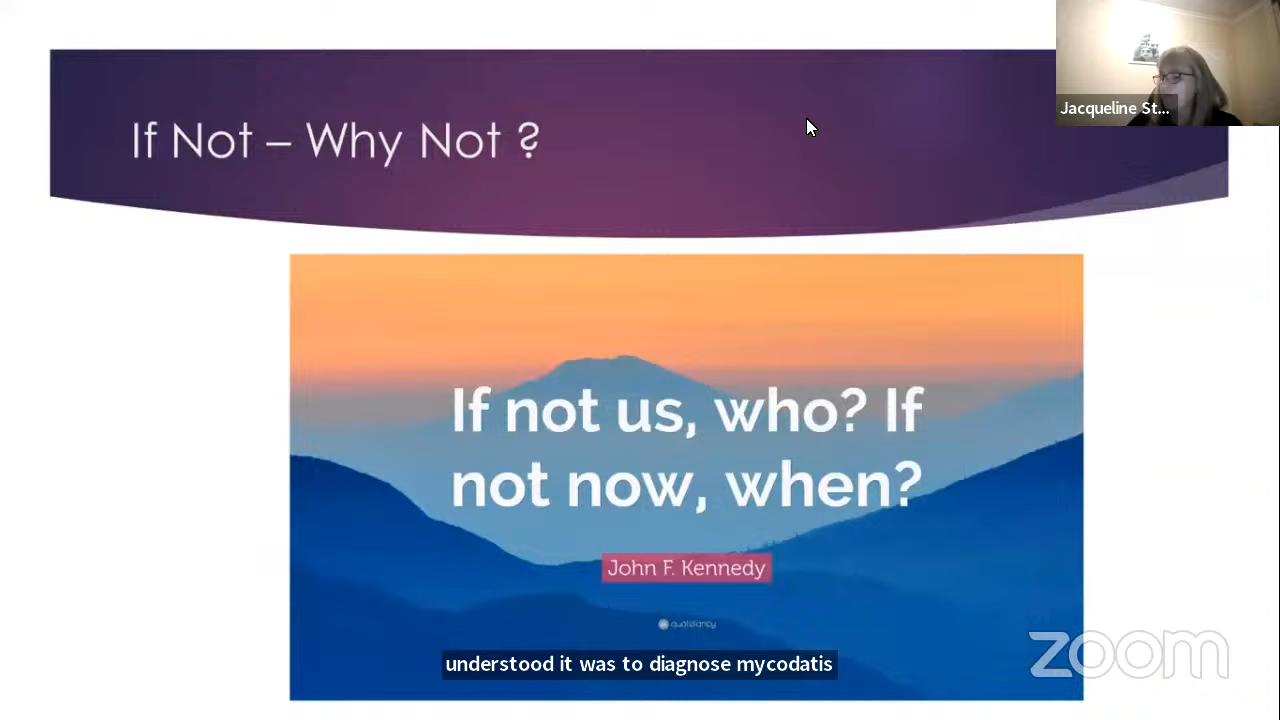 Jacqueline St...
If Not – Why Not ?
If not us, who? If
not now, when?
John F. Kennedy
quotefancy
understood it was to diagnose mycodatis
zoom